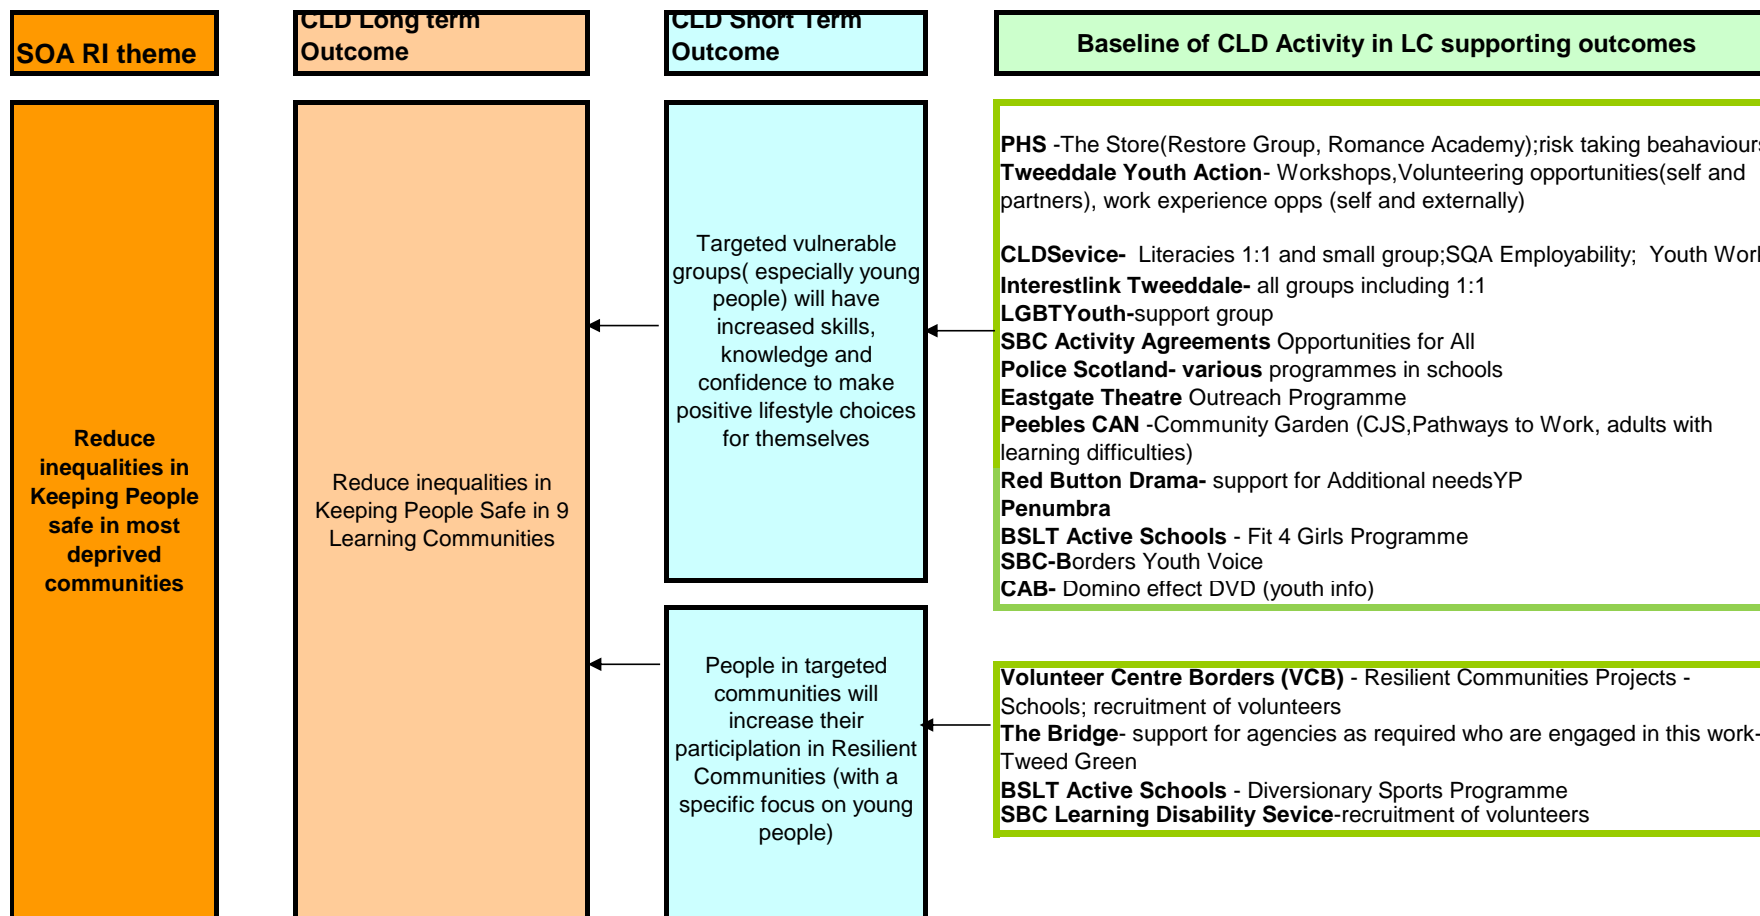 SOA RI theme
CLD Long term
Outcome
CLD Short Term
Outcome
Baseline of CLD Activity in LC supporting outcomes
Reduce
inequalities in
Keeping People
safe in most
deprived
communities
Reduce inequalities in
Keeping People Safe in 9
Learning Communities
Targeted vulnerable
groups( especially young
people) will have
increased skills,
knowledge and
confidence to make
positive lifestyle choices
for themselves
PHS -The Store(Restore Group, Romance Academy);risk taking beahaviours
Tweeddale Youth Action- Workshops,Volunteering opportunities(self and
partners), work experience opps (self and externally)
CLDSevice-  Literacies 1:1 and small group;SQA Employability;  Youth Work
Interestlink Tweeddale- all groups including 1:1
LGBTYouth-support group
SBC Activity Agreements Opportunities for All
Police Scotland- various programmes in schools
Eastgate Theatre Outreach Programme
Peebles CAN -Community Garden (CJS,Pathways to Work, adults with
learning difficulties)
Red Button Drama- support for Additional needsYP
Penumbra
BSLT Active Schools - Fit 4 Girls Programme
SBC-Borders Youth Voice
CAB- Domino effect DVD (youth info)
People in targeted
communities will
increase their
participlation in Resilient
Communities (with a
specific focus on young
people)
Volunteer Centre Borders (VCB) - Resilient Communities Projects -
Schools; recruitment of volunteers
The Bridge- support for agencies as required who are engaged in this work-
Tweed Green
BSLT Active Schools - Diversionary Sports Programme
SBC Learning Disability Sevice-recruitment of volunteers